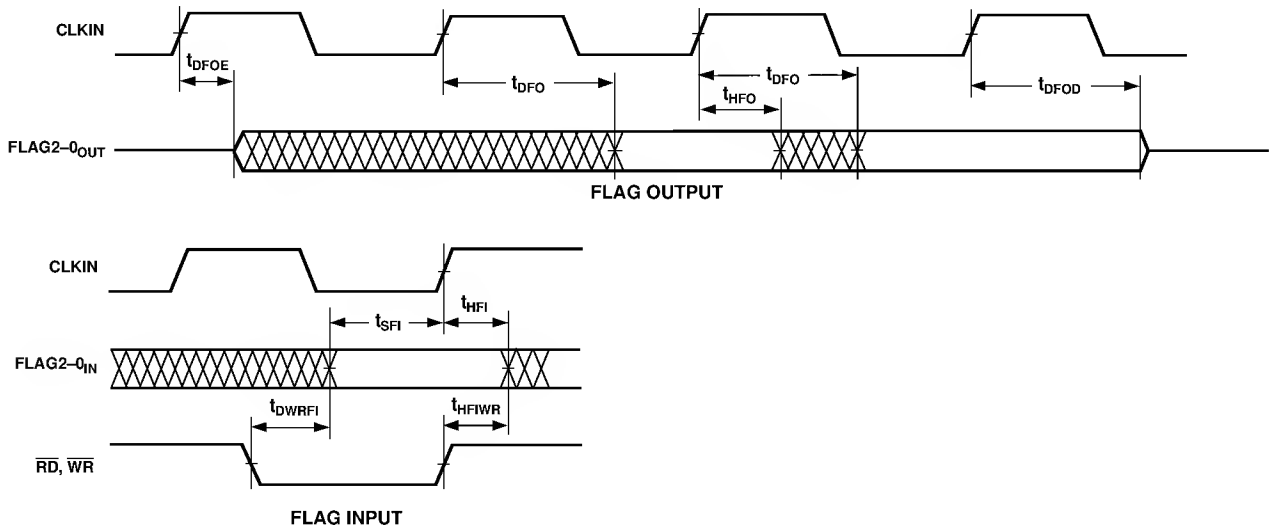 CLKIN
tDFOE
tDFO
tDFO
tHFO
tDFOD
FLAG2–0OUT
FLAG OUTPUT
CLKIN
tSFI
tHFI
FLAG2–0IN
tDWRFI
tHFIWR
RD, WR
FLAG INPUT